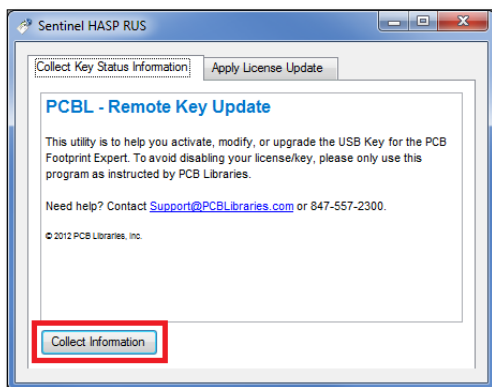 Sentinel HASP RUS
Collect Key Status Information
Apply License Update
PCBL - Remote Key Update
This utility is to help you activate, modify, or upgrade the USB Key for the PCB
Footprint Expert. To avoid disabling your license/key, please only use this
program as instructed by PCB Libraries.
Need help? Contact Support@PCBLibraries.com or 847-557-2300.
© 2012 PCB Libraries, Inc.
Collect Information